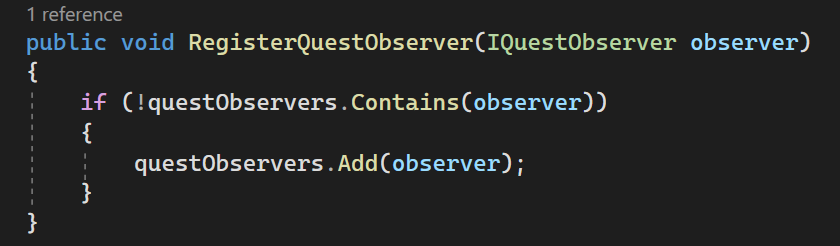 1 reference
public void RegisterQuestObserver(IQuestObserver observer)
{
    if (!questObservers.Contains(observer))
    {
        questObservers.Add(observer);
    }
}